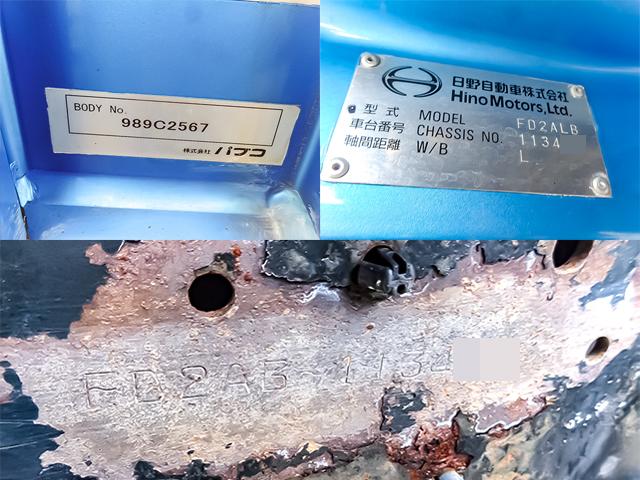 BODY No.
989C2567
株式会社 パブコ
日野自動車株式会社
Hino Motors, Ltd.
型式 MODEL FD2ALB
車台番号 CHASSIS NO. 1134
軸間距離 W/B L
FD2AB-1134